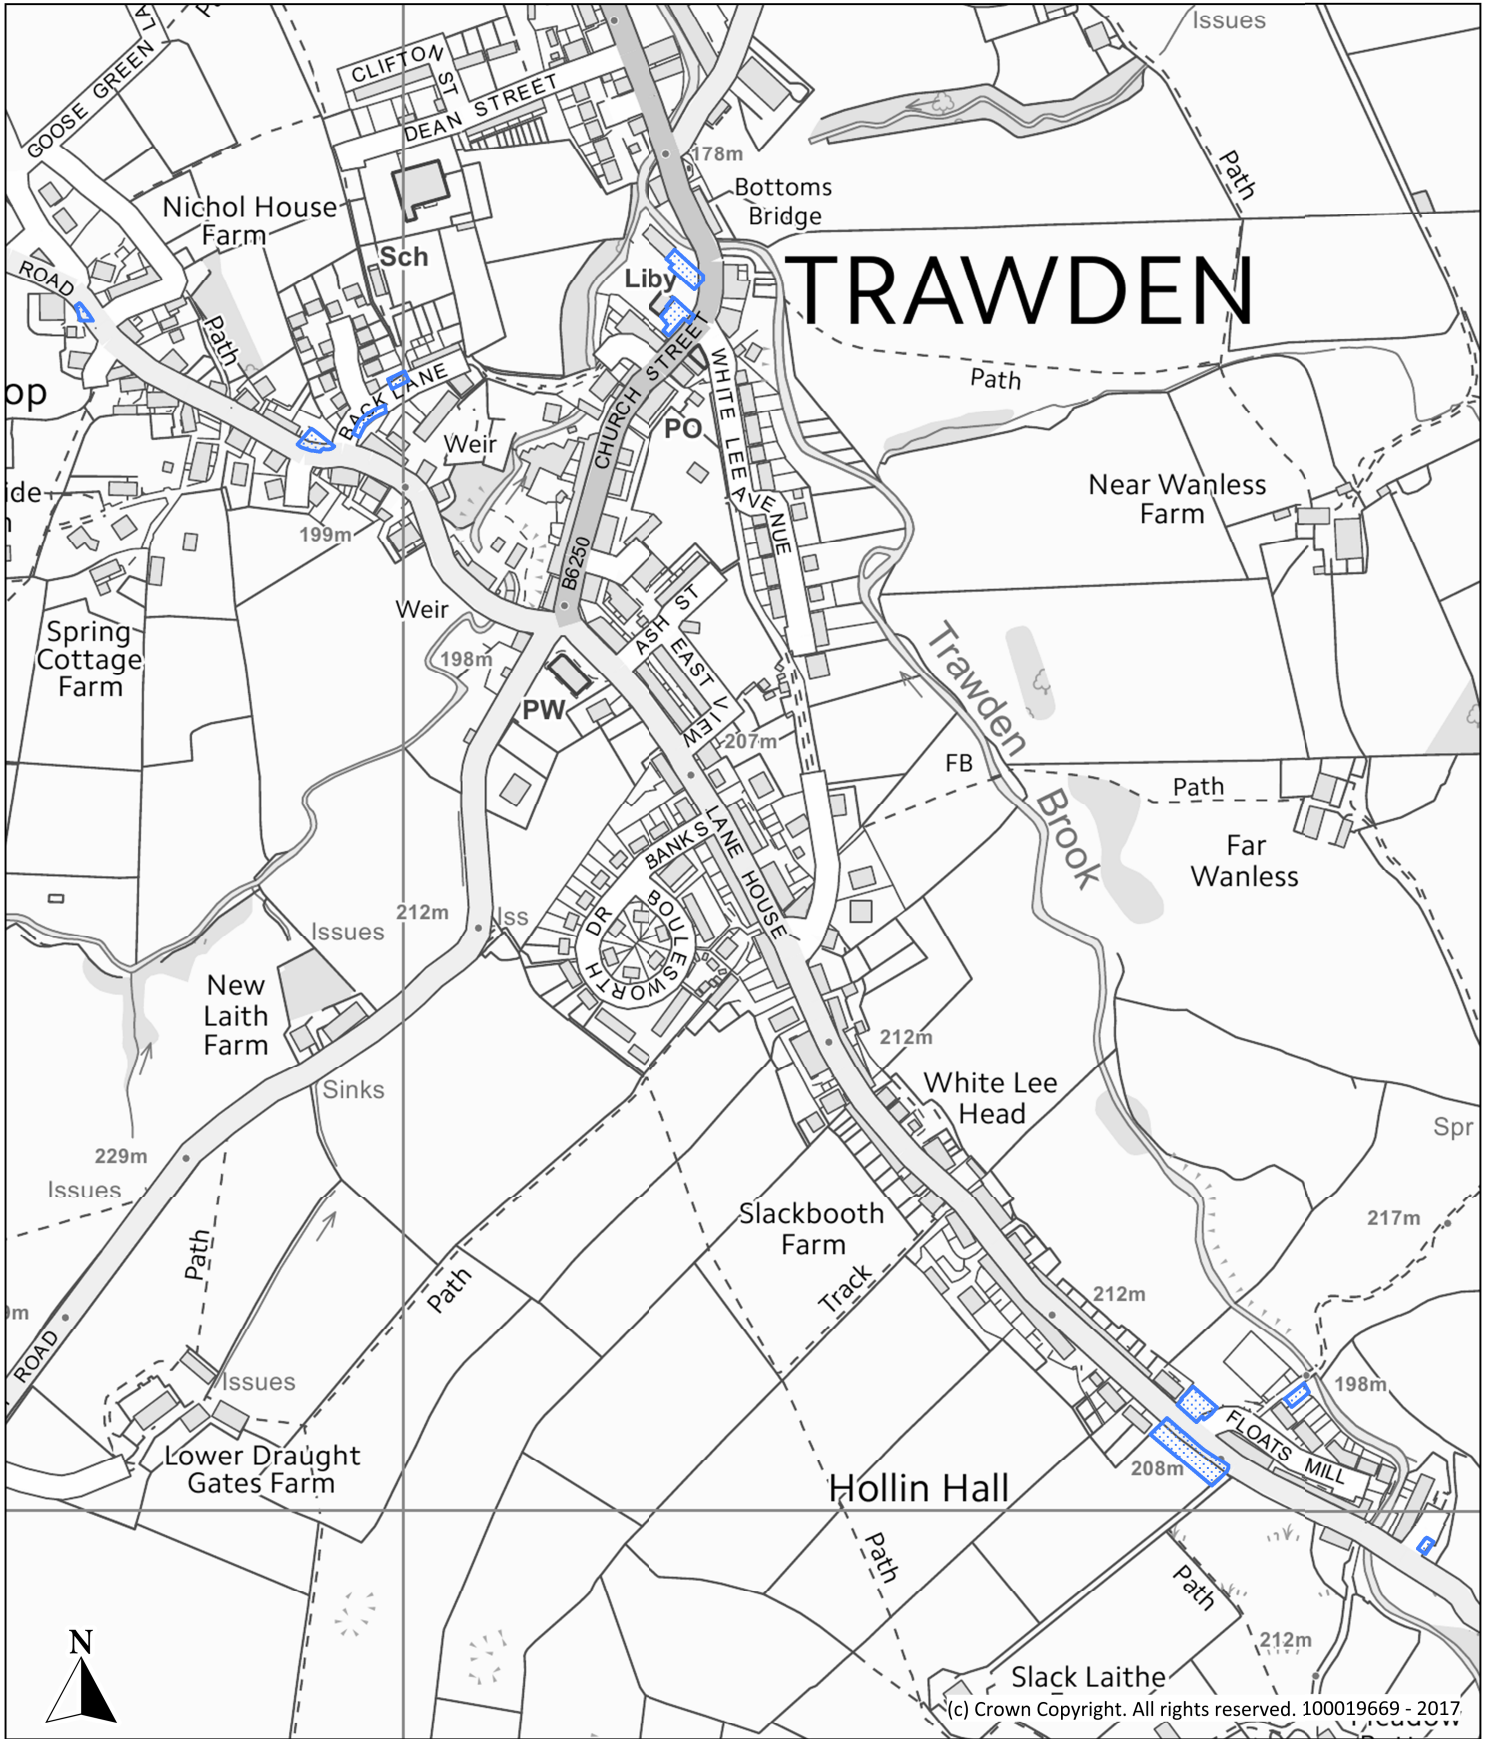 Issues
GOOSE GREEN LA
CLIFTON
ST
DEAN STREET
178m
Path
Bottoms
Bridge
Nichol House
Farm
Sch
ROAD
Liby
TRAWDEN
Path
op
BACK LANE
CHURCH STREET
WHITE LEE AVENUE
Path
PO
Weir
ide
Near Wanless
Farm
199m
B6250
ASH ST
Weir
Spring
Cottage
Farm
198m
EAST VIEW
PW
207m
Trawden
Brook
FB
Path
Far
Wanless
BANKS
LANE HOUSE
BOULESWORTH
DR
212m
Iss
Issues
New
Laith
Farm
212m
White Lee
Head
Sinks
Spr
229m
Issues
Path
Slackbooth
Farm
217m
Track
Path
212m
9m
ROAD
Issues
198m
Lower Draught
Gates Farm
FLOATS MILL
208m
Hollin Hall
Path
Path
212m
N
Slack Laithe
(c) Crown Copyright. All rights reserved. 100019669 - 2017